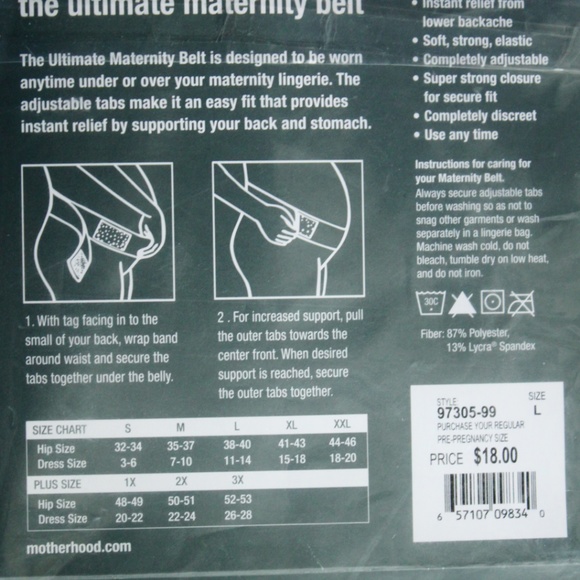 the ultimate maternity belt
The Ultimate Maternity Belt is designed to be worn
anytime under or over your maternity lingerie. The
adjustable tabs make it an easy fit that provides
instant relief by supporting your back and stomach.
• Instant relief from
lower backache
• Soft, strong, elastic
• Completely adjustable
• Super strong closure
for secure fit
• Completely discreet
• Use any time
Instructions for caring for
your Maternity Belt.
Always secure adjustable tabs
before washing so as not to
snag other garments or wash
separately in a lingerie bag.
Machine wash cold, do not
bleach, tumble dry on low heat,
and do not iron.
30C
Fiber: 87% Polyester,
13% Lycra® Spandex
1. With tag facing in to the
small of your back, wrap band
around waist and secure the
tabs together under the belly.
2 . For increased support, pull
the outer tabs towards the
center front. When desired
support is reached, secure
the outer tabs together.
SIZE CHART S M L XL XXL
Hip Size 32-34 35-37 38-40 41-43 44-46
Dress Size 3-6 7-10 11-14 15-18 18-20
PLUS SIZE 1X 2X 3X
Hip Size 48-49 50-51 52-53
Dress Size 20-22 22-24 26-28
motherhood.com
STYLE SIZE
97305-99 L
PURCHASE YOUR REGULAR
PRE-PREGNANCY SIZE
PRICE $18.00
6 57107 09834 0